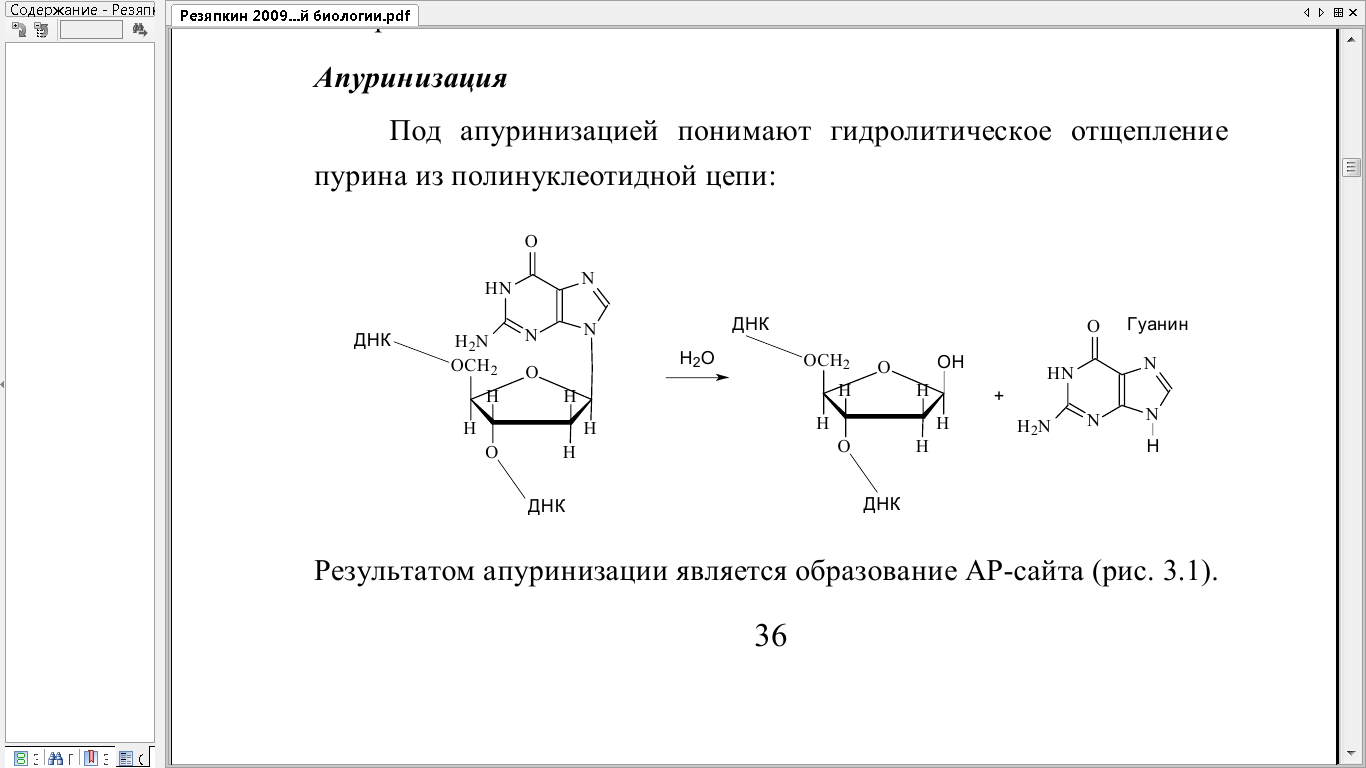 Содержание - Резяпк
Резяпкин 2009...й биологии.pdf
Апуринизация
Под апуринизацией понимают гидролитическое отщепление
пурина из полинуклеотидной цепи:
O
HN
N
H2N
N
N
ДНК
OCH2
O
H
H
H
H
O
H
ДНК
H2O
ДНК
OCH2
O
OH
H
H
H
H
O
H
ДНК
+
O
Гуанин
HN
N
H2N
N
N
H
Результатом апуринизации является образование АР-сайта (рис. 3.1).
36